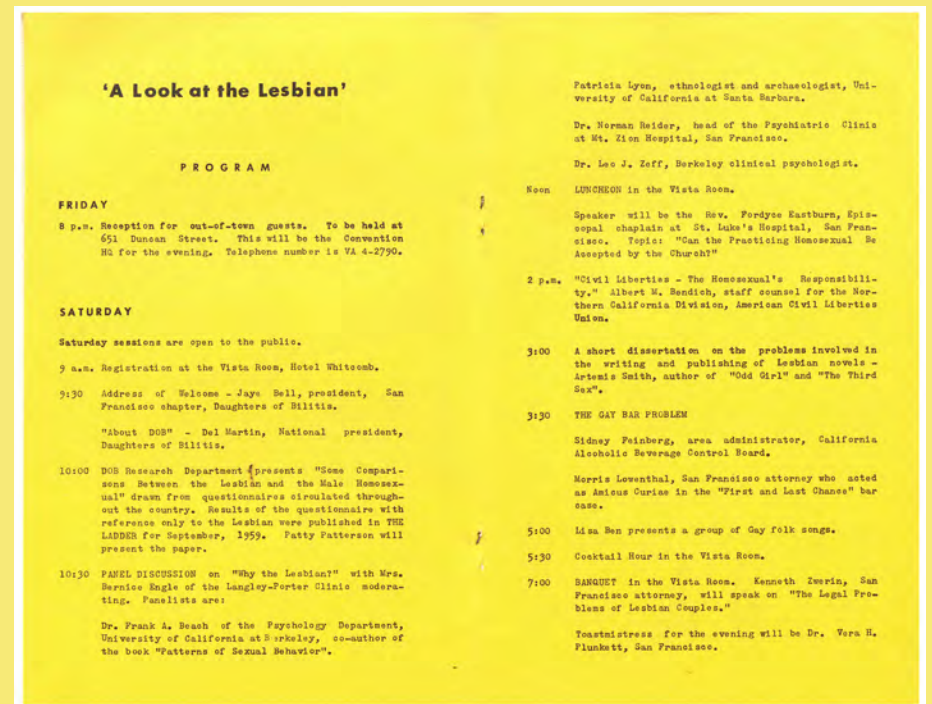 'A Look at the Lesbian'
PROGRAM
FRIDAY
8 p.m. Reception for out-of-town guests. To be held at
651 Duncan Street. This will be the Convention
HQ for the evening. Telephone number is VA 4-2790.
SATURDAY
Saturday sessions are open to the public.
9 a.m. Registration at the Vista Room, Hotel Whitcomb.
9:30 Address of Welcome - Jaye Bell, president, San
Francisco chapter, Daughters of Bilitis.
"About DOB" - Del Martin, National president,
Daughters of Bilitis.
10:00 DOB Research Department presents "Some Compari-
sons Between the Lesbian and the Male Homosex-
ual" drawn from questionnaires circulated through-
out the country. Results of the questionnaire with
reference only to the Lesbian were published in THE
LADDER for September, 1959. Patty Patterson will
present the paper.
10:30 PANEL DISCUSSION on "Why the Lesbian?" with Mrs.
Bernice Engle of the Langley-Porter Clinic modera-
ting. Panelists are:
Dr. Frank A. Beach of the Psychology Department,
University of California at Berkeley, co-author of
the book "Patterns of Sexual Behavior".
Patricia Lyon, ethnologist and archaeologist, Uni-
versity of California at Santa Barbara.
Dr. Norman Reider, head of the Psychiatric Clinic
at Mt. Zion Hospital, San Francisco.
Dr. Leo J. Zeff, Berkeley clinical psychologist.
Noon LUNCHEON in the Vista Room.
Speaker will be the Rev. Fordyce Eastburn, Epis-
copal chaplain at St. Luke's Hospital, San Fran-
cisco. Topic: "Can the Practicing Homosexual Be
Accepted by the Church?"
2 p.m. "Civil Liberties - The Homosexual's Responsibili-
ty." Albert M. Bendich, staff counsel for the Nor-
thern California Division, American Civil Liberties
Union.
3:00 A short dissertation on the problems involved in
the writing and publishing of Lesbian novels -
Artemis Smith, author of "Odd Girl" and "The Third
Sex".
3:30 THE GAY BAR PROBLEM
Sidney Feinberg, area administrator, California
Alcoholic Beverage Control Board.
Morris Lowenthal, San Francisco attorney who acted
as Amicus Curiae in the "First and Last Chance" bar
case.
5:00 Lisa Ben presents a group of Gay folk songs.
5:30 Cocktail Hour in the Vista Room.
7:00 BANQUET in the Vista Room. Kenneth Zwerin, San
Francisco attorney, will speak on "The Legal Pro-
blems of Lesbian Couples."
Toastmistress for the evening will be Dr. Vera H.
Plunkett, San Francisco.